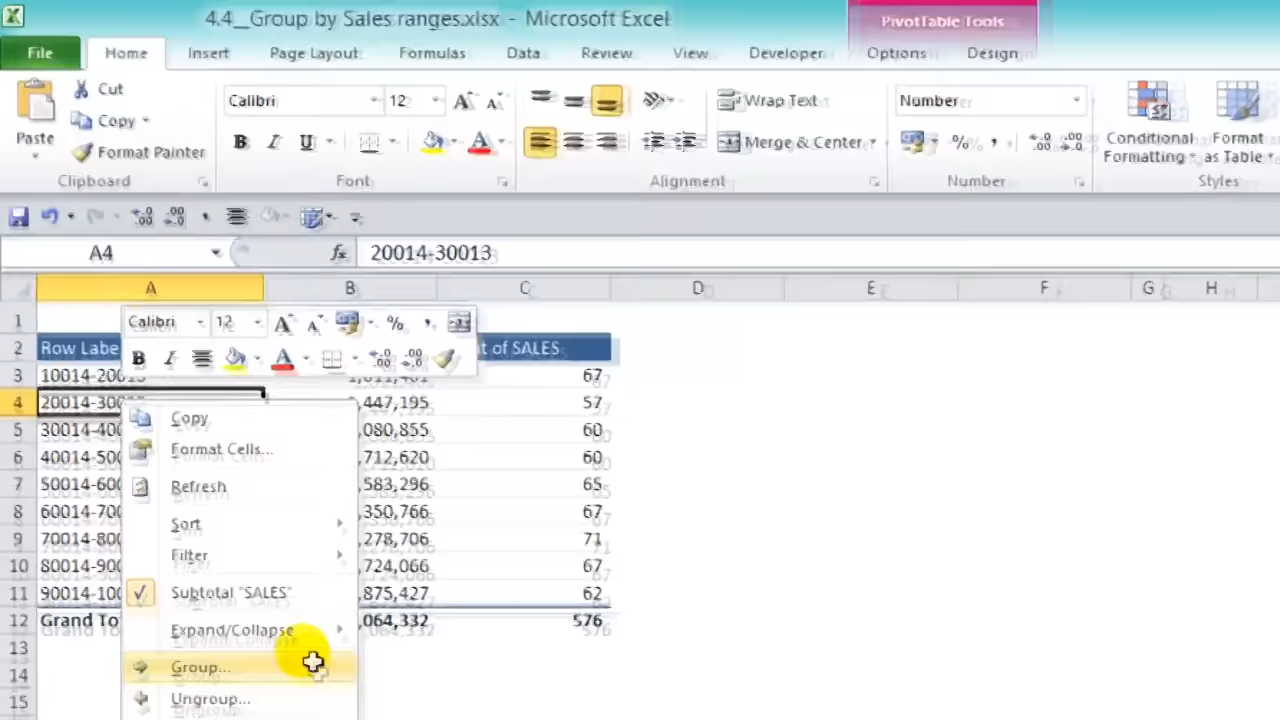 4.4__Group by Sales ranges.xlsx - Microsoft Excel
PivotTable Tools
File Home Insert Page Layout Formulas Data Review View Developer Options Design
Cut
Calibri 12 Wrap Text Number
Copy
Paste
Format Painter
B I U Merge & Center % ,
Conditional Formatting
Format as Table
Clipboard Font Alignment Number Styles
A4 fx 20014-30013
A B C D E F G H
1
Calibri 12 A A % ,
B I A
2 Row Labe t of SALES
3 10014-20013 67
4 20014-30013 ,447,195 57
5 30014-400 ,080,855 60
6 40014-500 ,712,620 60
7 50014-600 ,583,296 65
8 60014-700 ,350,766 67
9 70014-800 ,278,706 71
10 80014-900 ,724,066 67
11 90014-100 ,875,427 62
12 Grand To ,064,332 576
13
14
15
Copy
Format Cells...
Refresh
Sort
Filter
Subtotal "SALES"
Expand/Collapse
Group...
Ungroup...